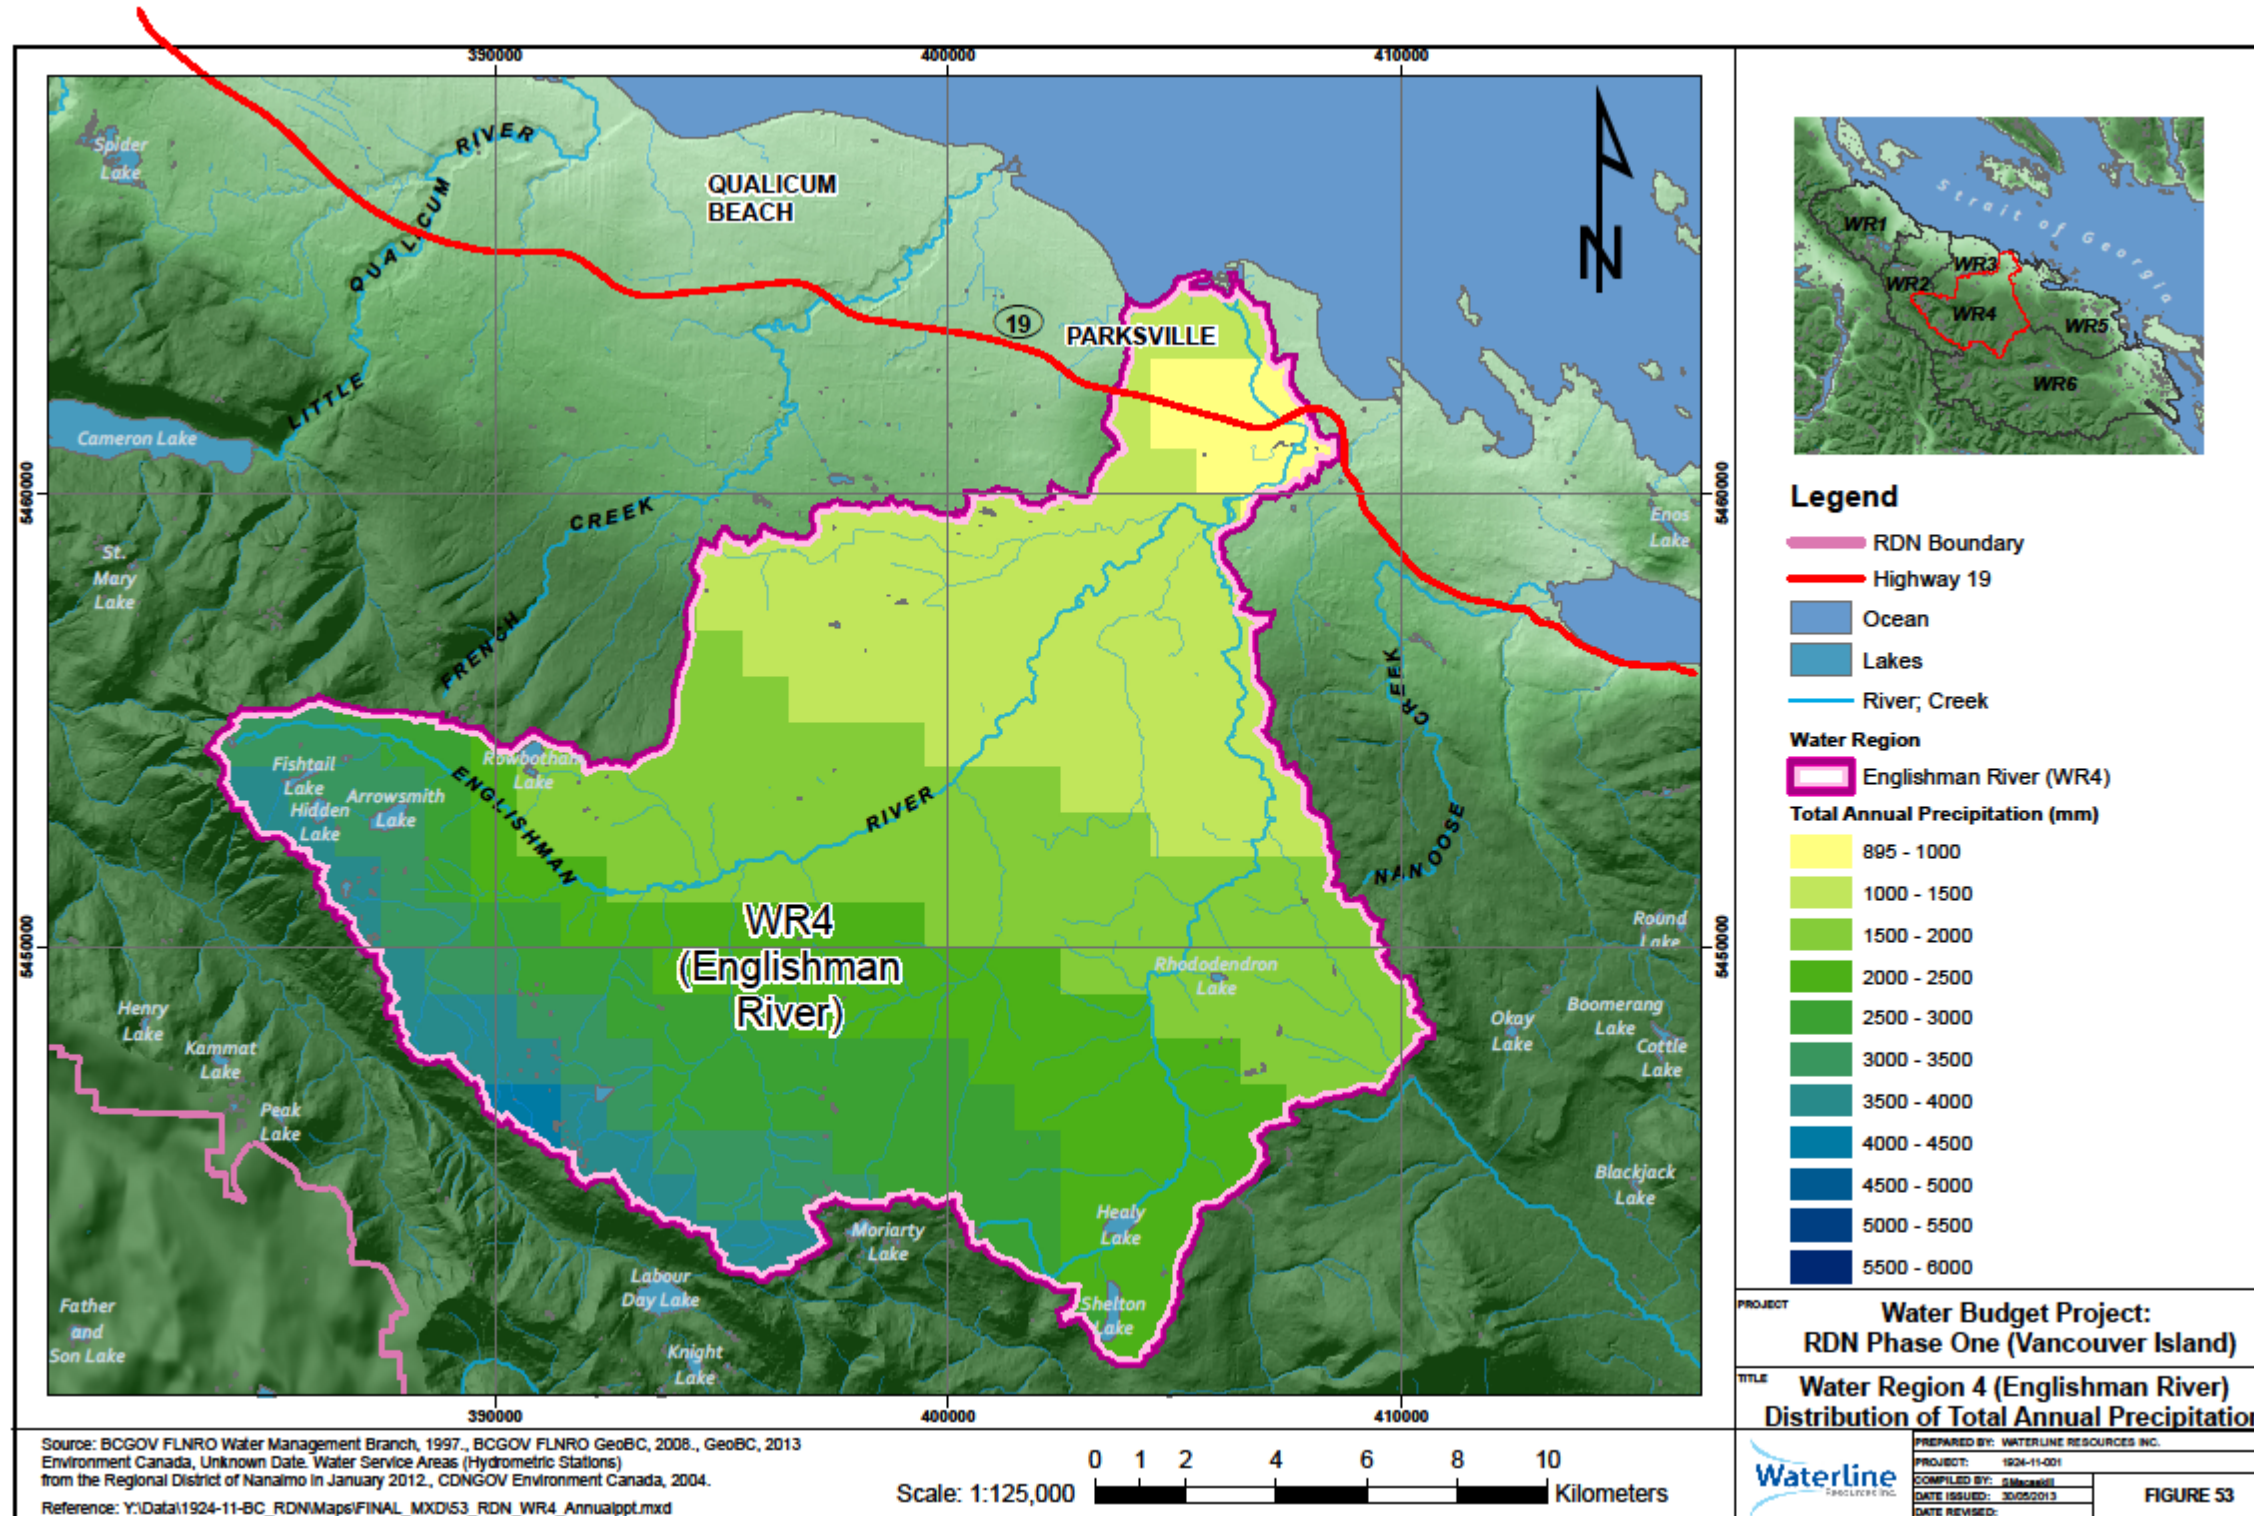 390000
400000
410000
Spider
Lake
RIVER
QUALICUM
LITTLE
QUALICUM
BEACH
19
PARKSVILLE
Cameron Lake
5460000
5460000
CREEK
FRENCH
St.
Mary
Lake
Enos
Lake
CREEK
NANOOSE
Fishtail
Lake
Hidden
Lake
Arrowsmith
Lake
Rowbotham
Lake
ENGLISHMAN
RIVER
WR4
(Englishman
River)
5450000
5450000
Rhododendron
Lake
Round
Lake
Henry
Lake
Kammat
Lake
Peak
Lake
Okay
Lake
Boomerang
Lake
Cottle
Lake
Blackjack
Lake
Healy
Lake
Moriarty
Lake
Shelton
Lake
Labour
Day Lake
Knight
Lake
Father
and
Son Lake
390000
400000
410000
Strait of Georgia
WR1
WR2
WR3
WR4
WR5
WR6
N
Legend
RDN Boundary
Highway 19
Ocean
Lakes
River; Creek
Water Region
Englishman River (WR4)
Total Annual Precipitation (mm)
895 - 1000
1000 - 1500
1500 - 2000
2000 - 2500
2500 - 3000
3000 - 3500
3500 - 4000
4000 - 4500
4500 - 5000
5000 - 5500
5500 - 6000
PROJECT
Water Budget Project:
RDN Phase One (Vancouver Island)
TITLE
Water Region 4 (Englishman River)
Distribution of Total Annual Precipitation
Source: BCGOV FLNRO Water Management Branch, 1997., BCGOV FLNRO GeoBC, 2008., GeoBC, 2013
Environment Canada, Unknown Date. Water Service Areas (Hydrometric Stations)
from the Regional District of Nanaimo in January 2012., CDNGOV Environment Canada, 2004.
Reference: Y:\Data\1924-11-BC_RDN\Maps\FINAL_MXD\53_RDN_WR4_Annualppt.mxd
Scale: 1:125,000
0 1 2 4 6 8 10
Kilometers
Waterline
Resources Inc.
PREPARED BY: WATERLINE RESOURCES INC.
PROJECT: 1924-11-001
COMPILED BY: SMacaskill
DATE ISSUED: 30/05/2013
DATE REVISED:
FIGURE 53